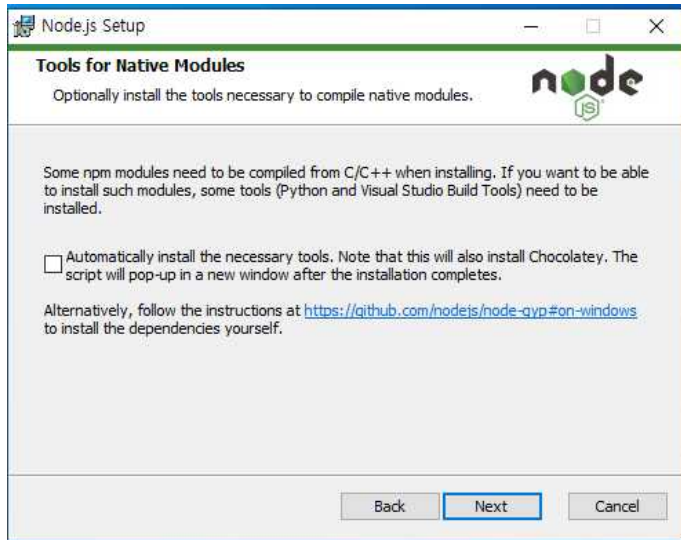 Node.js Setup
Tools for Native Modules
Optionally install the tools necessary to compile native modules.
node
JS
Some npm modules need to be compiled from C/C++ when installing. If you want to be able
to install such modules, some tools (Python and Visual Studio Build Tools) need to be
installed.
Automatically install the necessary tools. Note that this will also install Chocolatey. The
script will pop-up in a new window after the installation completes.
Alternatively, follow the instructions at https://github.com/nodejs/node-gyp#on-windows
to install the dependencies yourself.
Back
Next
Cancel